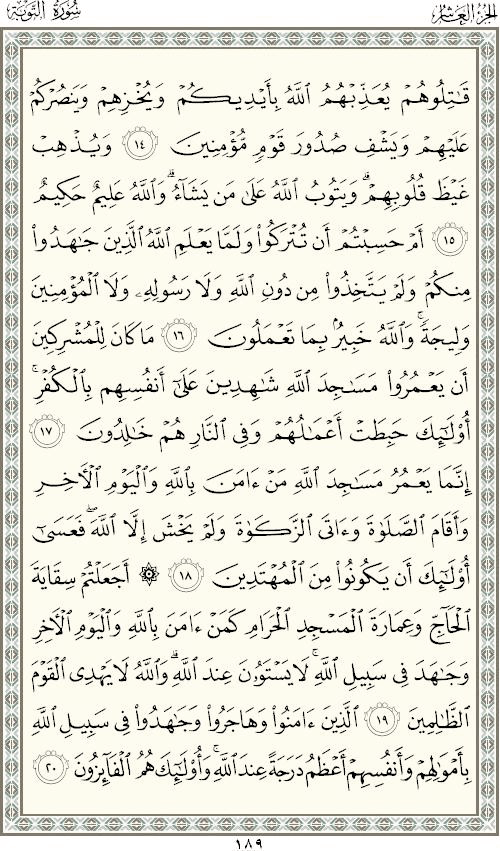 الجزء العاشر
سورة التوبة
قَـٰتِلُوهُمْ يُعَذِّبْهُمُ ٱللَّهُ بِأَيْدِيكُمْ وَيُخْزِهِمْ وَيَنصُرْكُمْ
عَلَيْهِمْ وَيَشْفِ صُدُورَ قَوْمٍ مُّؤْمِنِينَ ١٤ وَيُذْهِبْ
غَيْظَ قُلُوبِهِمْ ۗ وَيَتُوبُ ٱللَّهُ عَلَىٰ مَن يَشَآءُ ۗ وَٱللَّهُ عَلِيمٌ حَكِيمٌ
١٥ أَمْ حَسِبْتُمْ أَن تُتْرَكُوا۟ وَلَمَّا يَعْلَمِ ٱللَّهُ ٱلَّذِينَ جَـٰهَدُوا۟
مِنكُمْ وَلَمْ يَتَّخِذُوا۟ مِن دُونِ ٱللَّهِ وَلَا رَسُولِهِۦ وَلَا ٱلْمُؤْمِنِينَ
وَلِيجَةً ۚ وَٱللَّهُ خَبِيرٌۢ بِمَا تَعْمَلُونَ ١٦ مَا كَانَ لِلْمُشْرِكِينَ
أَن يَعْمُرُوا۟ مَسَـٰجِدَ ٱللَّهِ شَـٰهِدِينَ عَلَىٰٓ أَنفُسِهِم بِٱلْكُفْرِ ۚ
أُو۟لَـٰٓئِكَ حَبِطَتْ أَعْمَـٰلُهُمْ وَفِى ٱلنَّارِ هُمْ خَـٰلِدُونَ ١٧
إِنَّمَا يَعْمُرُ مَسَـٰجِدَ ٱللَّهِ مَنْ ءَامَنَ بِٱللَّهِ وَٱلْيَوْمِ ٱلْـَٔاخِرِ
وَأَقَامَ ٱلصَّلَوٰةَ وَءَاتَى ٱلزَّكَوٰةَ وَلَمْ يَخْشَ إِلَّا ٱللَّهَ ۖ فَعَسَىٰٓ
أُو۟لَـٰٓئِكَ أَن يَكُونُوا۟ مِنَ ٱلْمُهْتَدِينَ ١٨ ۞ أَجَعَلْتُمْ سِقَايَةَ
ٱلْحَآجِّ وَعِمَارَةَ ٱلْمَسْجِدِ ٱلْحَرَامِ كَمَنْ ءَامَنَ بِٱللَّهِ وَٱلْيَوْمِ ٱلْـَٔاخِرِ
وَجَـٰهَدَ فِى سَبِيلِ ٱللَّهِ ۚ لَا يَسْتَوُۥنَ عِندَ ٱللَّهِ ۗ وَٱللَّهُ لَا يَهْدِى ٱلْقَوْمَ
ٱلظَّـٰلِمِينَ ١٩ ٱلَّذِينَ ءَامَنُوا۟ وَهَاجَرُوا۟ وَجَـٰهَدُوا۟ فِى سَبِيلِ ٱللَّهِ
بِأَمْوَٰلِهِمْ وَأَنفُسِهِمْ أَعْظَمُ دَرَجَةً عِندَ ٱللَّهِ ۚ وَأُو۟لَـٰٓئِكَ هُمُ ٱلْفَآئِزُونَ ٢٠
١٨٩